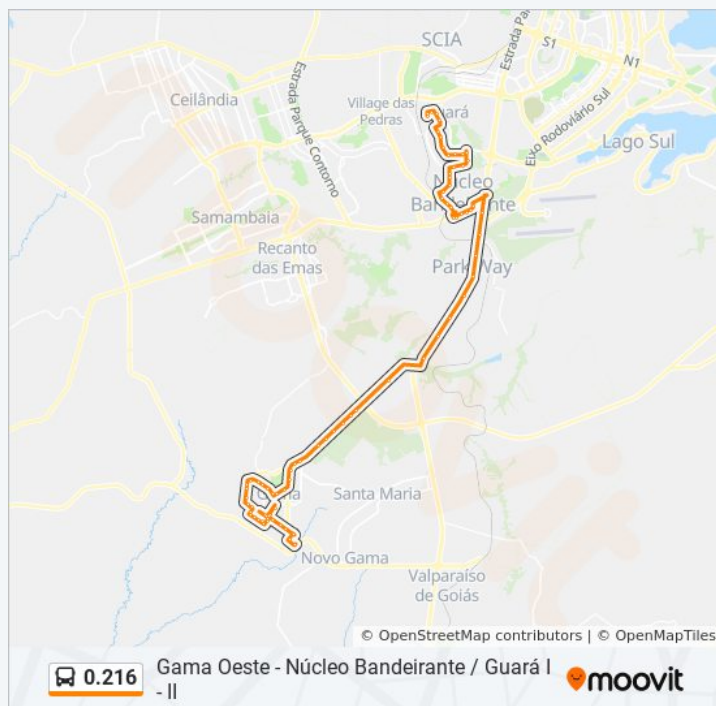 SCIA
Estrada Pa
S1
N1
Ceilândia
Estrada Parque Contorno
Village das
Pedras
Guará
Eixo Rodoviário Sul
Lago Sul
Núcleo
Bandeirante
Samambaia
Recanto
das Emas
Park Way
Gama
Santa Maria
Novo Gama
Valparaíso
de Goiás
© OpenStreetMap contributors | © OpenMapTiles
0.216
Gama Oeste - Núcleo Bandeirante / Guará I
- II
moovit